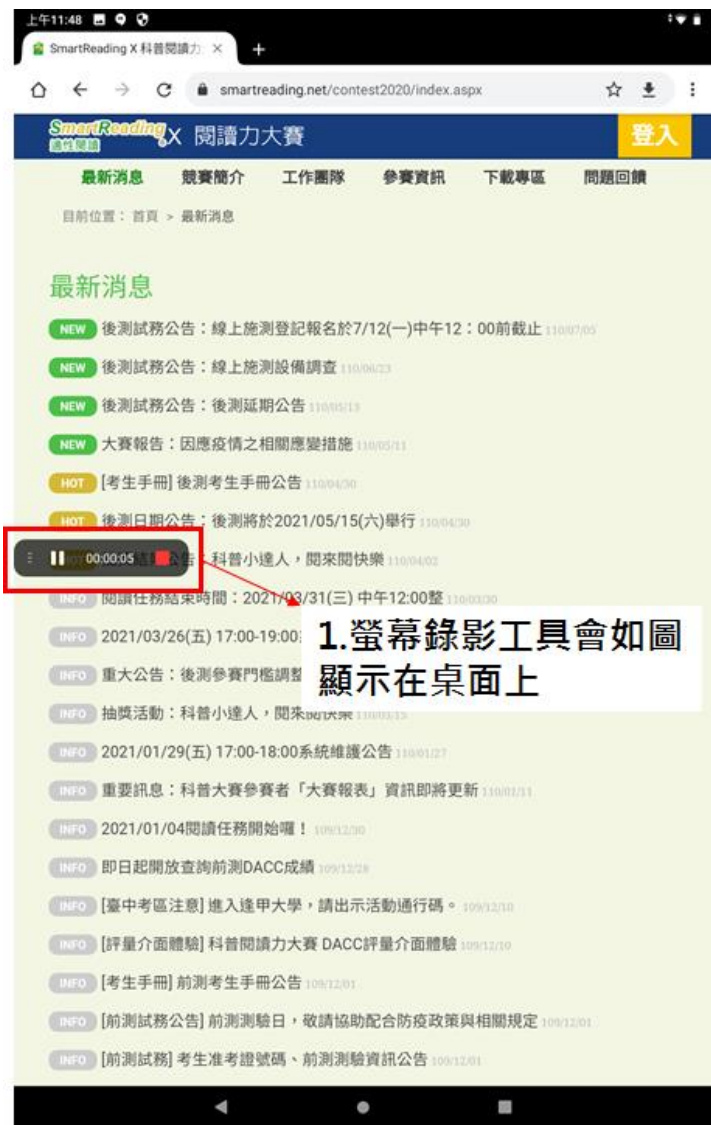 上午11:48
SmartReading X 科普閱讀力
smartreading.net/contest2020/index.aspx
SmartReading X 閱讀力大賽
適性閱讀
登入
最新消息 競賽簡介 工作團隊 參賽資訊 下載專區 問題回饋
目前位置： 首頁 > 最新消息
最新消息
NEW 後測試務公告：線上施測登記報名於7/12(一)中午12：00前截止 110/07/05
NEW 後測試務公告：線上施測設備調查 110/06/23
NEW 後測試務公告：後測延期公告 110/05/13
NEW 大賽報告：因應疫情之相關應變措施 110/05/11
HOT [考生手冊] 後測考生手冊公告 110/04/30
HOT 後測日期公告：後測將於2021/05/15(六)舉行 110/04/30
00:00:05
公告：科普小達人，閱來閱快樂 110/04/02
INFO 閱讀任務結束時間：2021/03/31(三) 中午12:00整 110/03/30
INFO 2021/03/26(五) 17:00-19:00
1.螢幕錄影工具會如圖
顯示在桌面上
INFO 重大公告：後測參賽門檻調整
INFO 抽獎活動：科普小達人，閱來閱快樂 110/03/15
INFO 2021/01/29(五) 17:00-18:00系統維護公告 110/01/27
INFO 重要訊息：科普大賽參賽者「大賽報表」資訊即將更新 110/01/11
INFO 2021/01/04閱讀任務開始囉！ 109/12/30
INFO 即日起開放查詢前測DACC成績 109/12/28
INFO [臺中考區注意] 進入逢甲大學，請出示活動通行碼。 109/12/10
INFO [評量介面體驗] 科普閱讀力大賽 DACC評量介面體驗 109/12/10
INFO [考生手冊] 前測考生手冊公告 109/12/01
INFO [前測試務公告] 前測測驗日，敬請協助配合防疫政策與相關規定 109/12/01
INFO [前測試務] 考生准考證號碼、前測測驗資訊公告 109/12/01